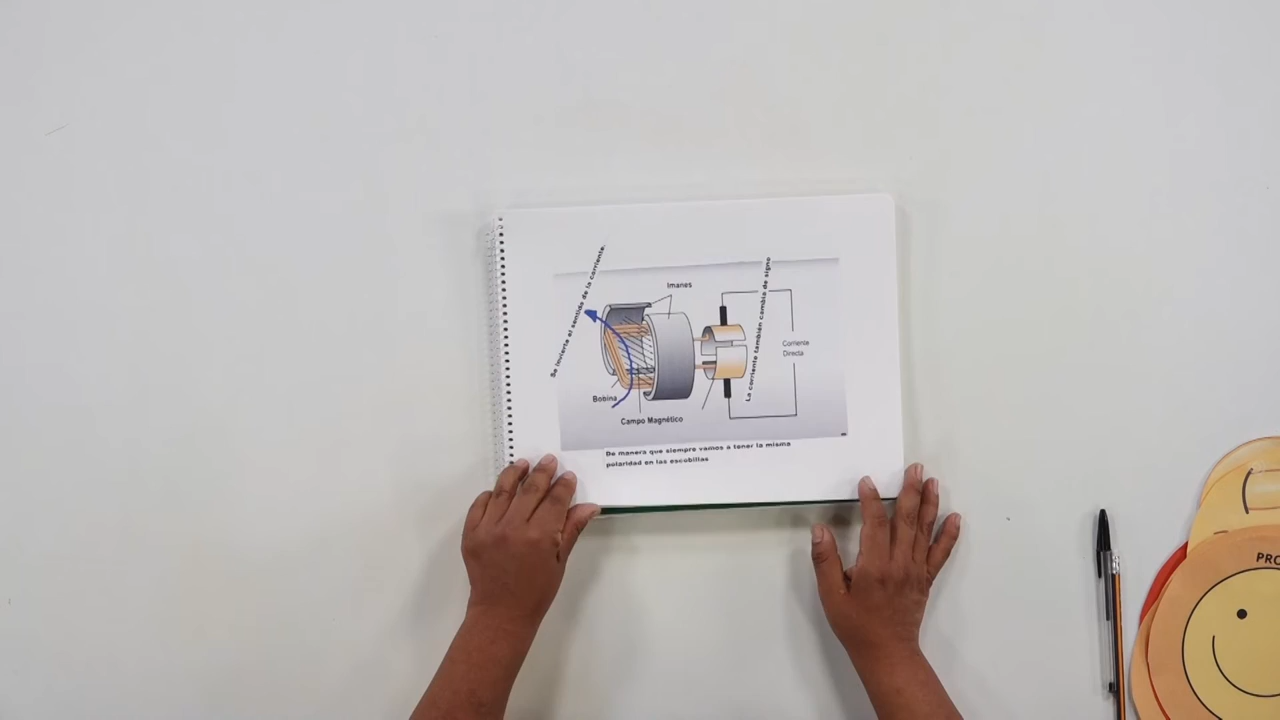 Se invierte el sentido de la corriente.
Imanes
La corriente también cambia de signo
Corriente
Directa
Bobina
Campo Magnético
De manera que siempre vamos a tener la misma
polaridad en las escobillas
PRO